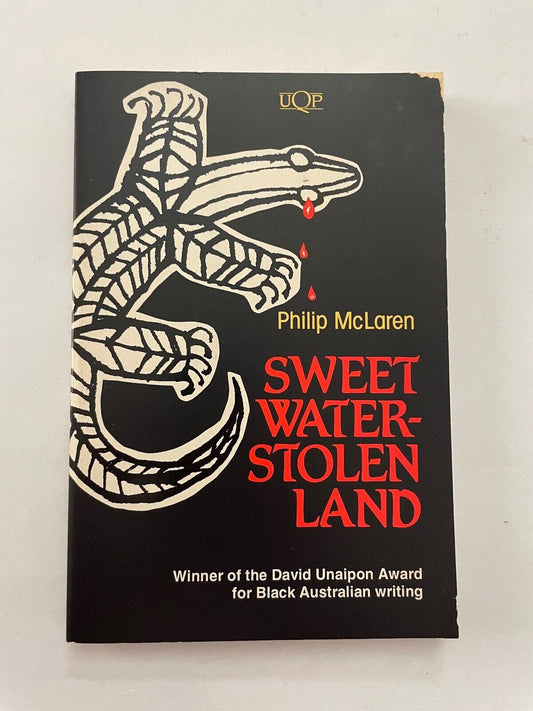 UQP
Philip McLaren
SWEET
WATER-
STOLEN
LAND
Winner of the David Unaipon Award
for Black Australian writing